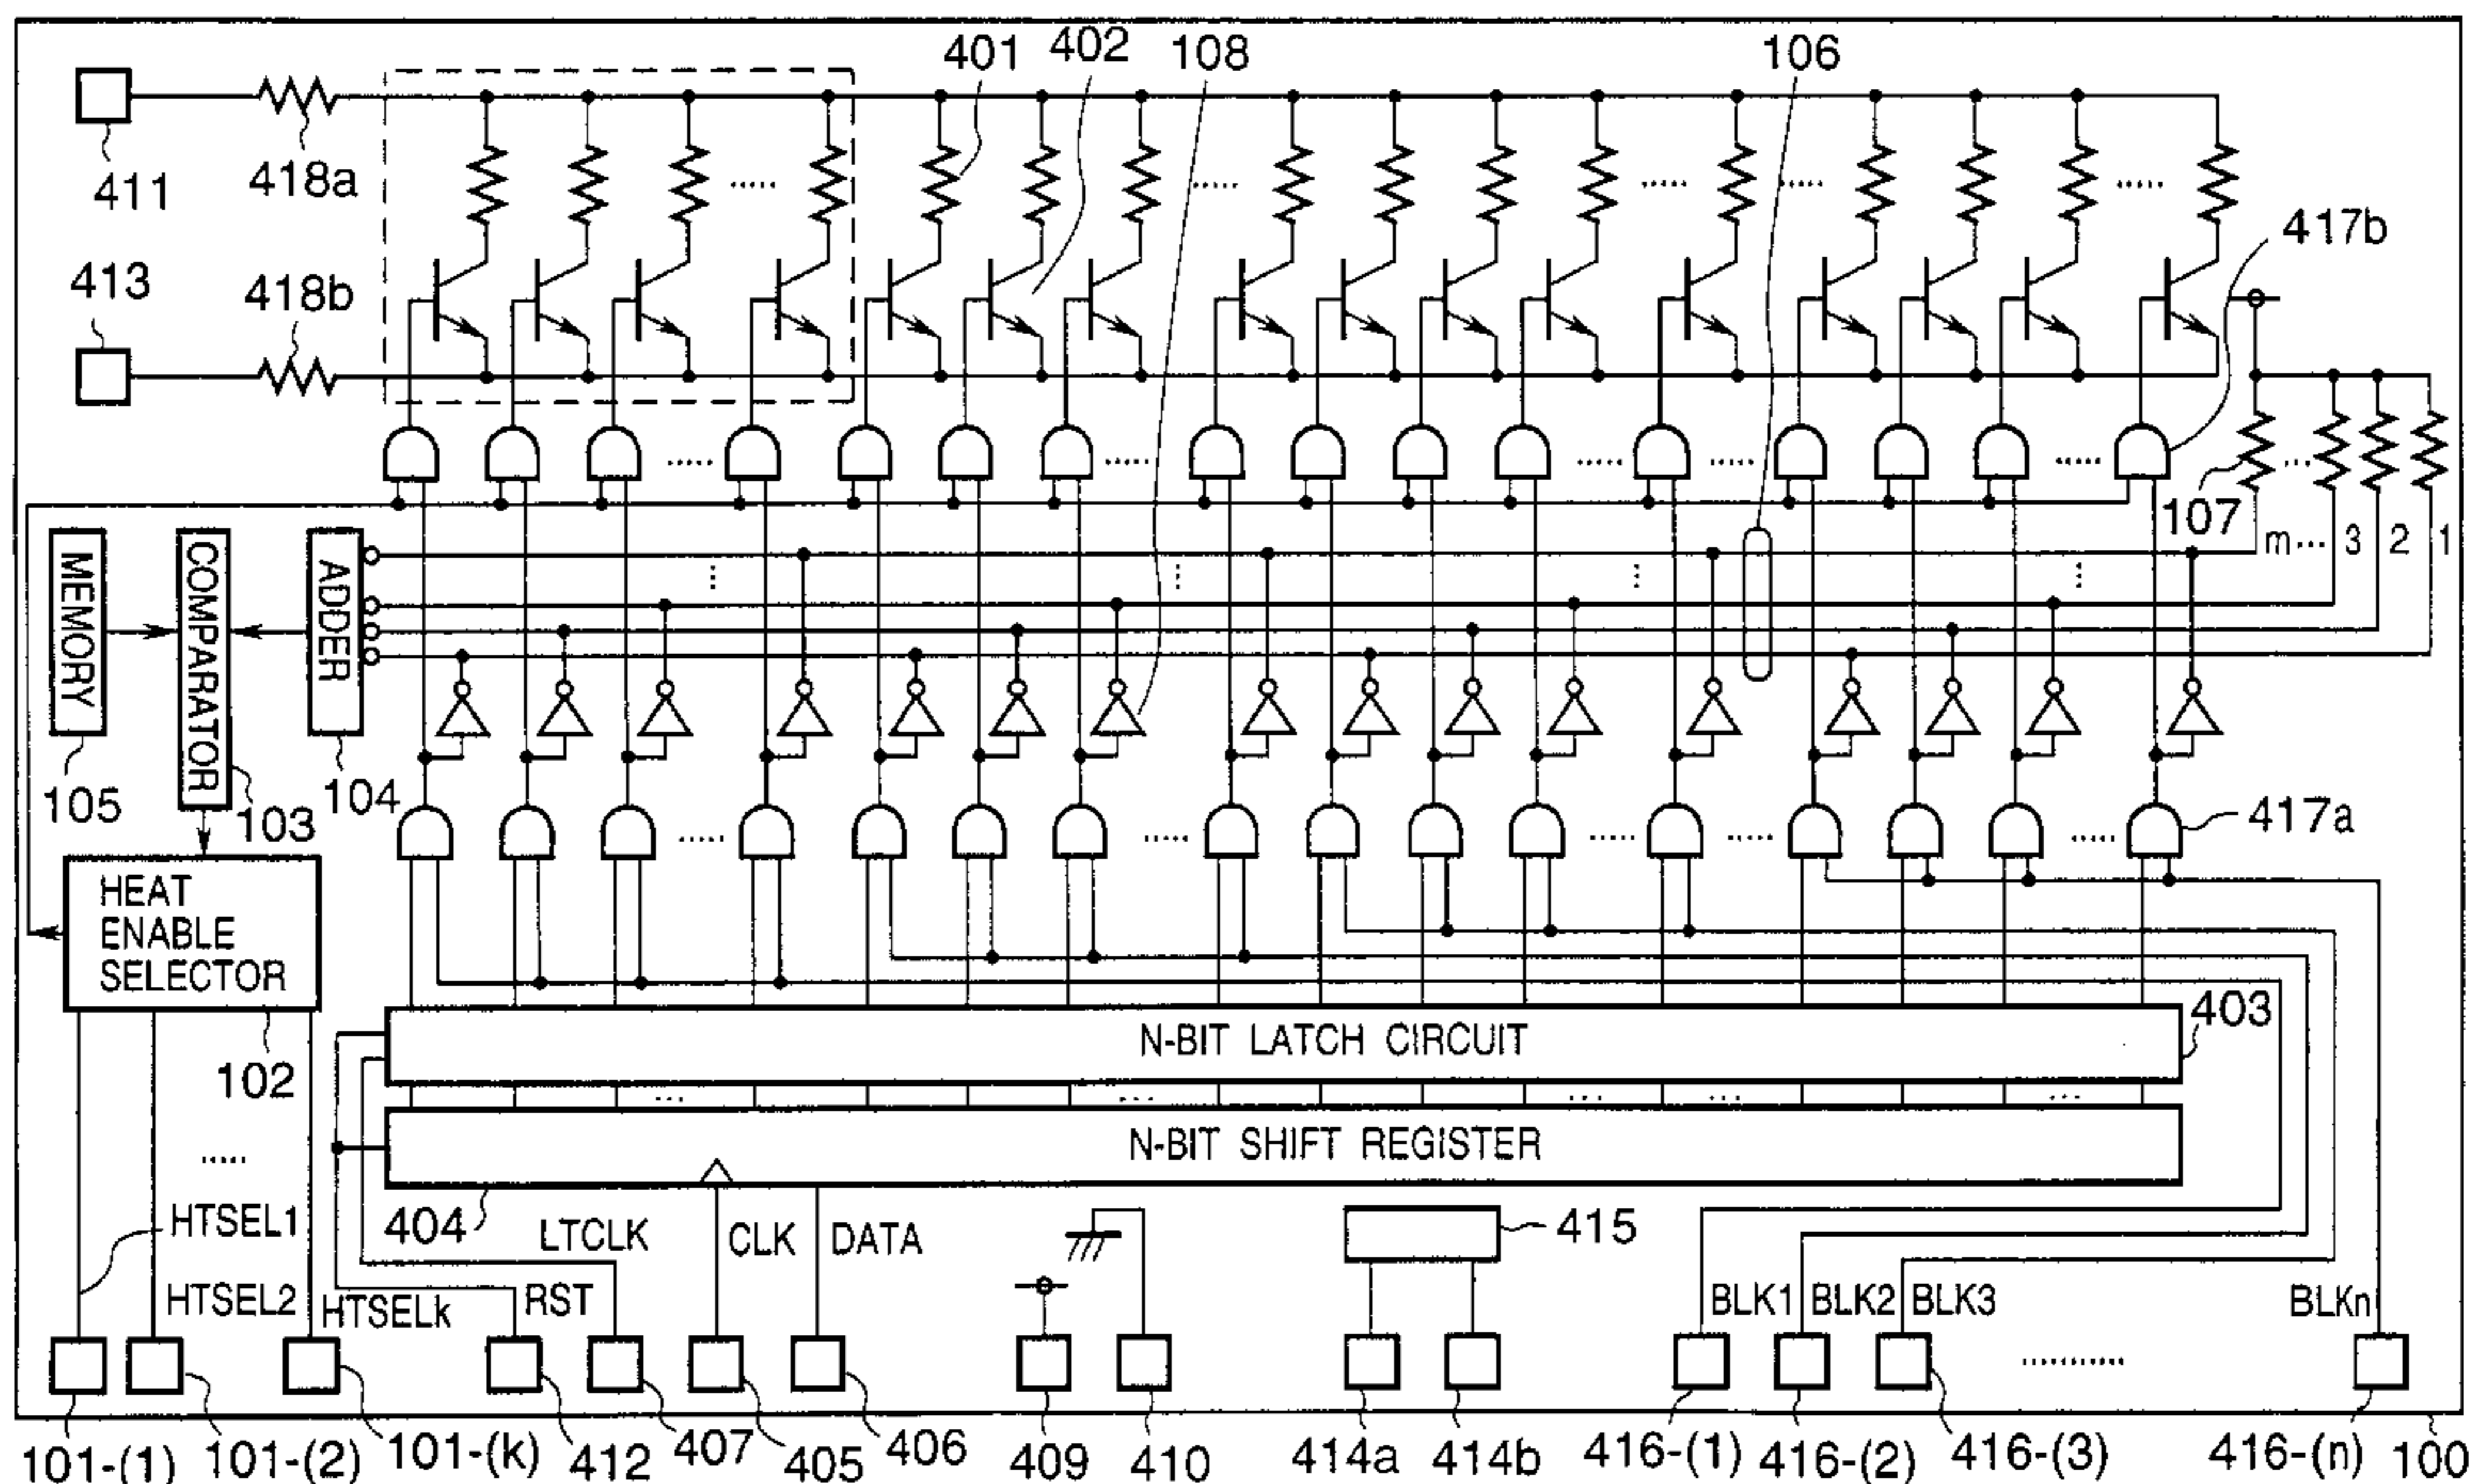 401 402 108 106
411 418a
417b
413 418b
107 m 3 2 1
MEMORY
COMPARATOR
ADDER
105 103 104
417a
HEAT
ENABLE
SELECTOR
102
N-BIT LATCH CIRCUIT
403
N-BIT SHIFT REGISTER
404
415
HTSEL1 LTCLK CLK DATA
HTSEL2 HTSELk RST BLK1 BLK2 BLK3 BLKn
101-(1) 101-(2) 101-(k) 412 407 405 406 409 410 414a 414b 416-(1) 416-(2) 416-(3) 416-(n) 100